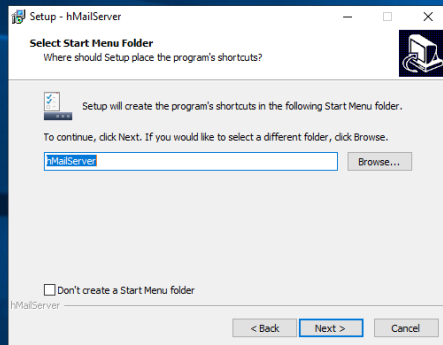 Setup - hMailServer
Select Start Menu Folder
Where should Setup place the program's shortcuts?
Setup will create the program's shortcuts in the following Start Menu folder.
To continue, click Next. If you would like to select a different folder, click Browse.
hMailServer
Browse...
Don't create a Start Menu folder
hMailServer
< Back
Next >
Cancel